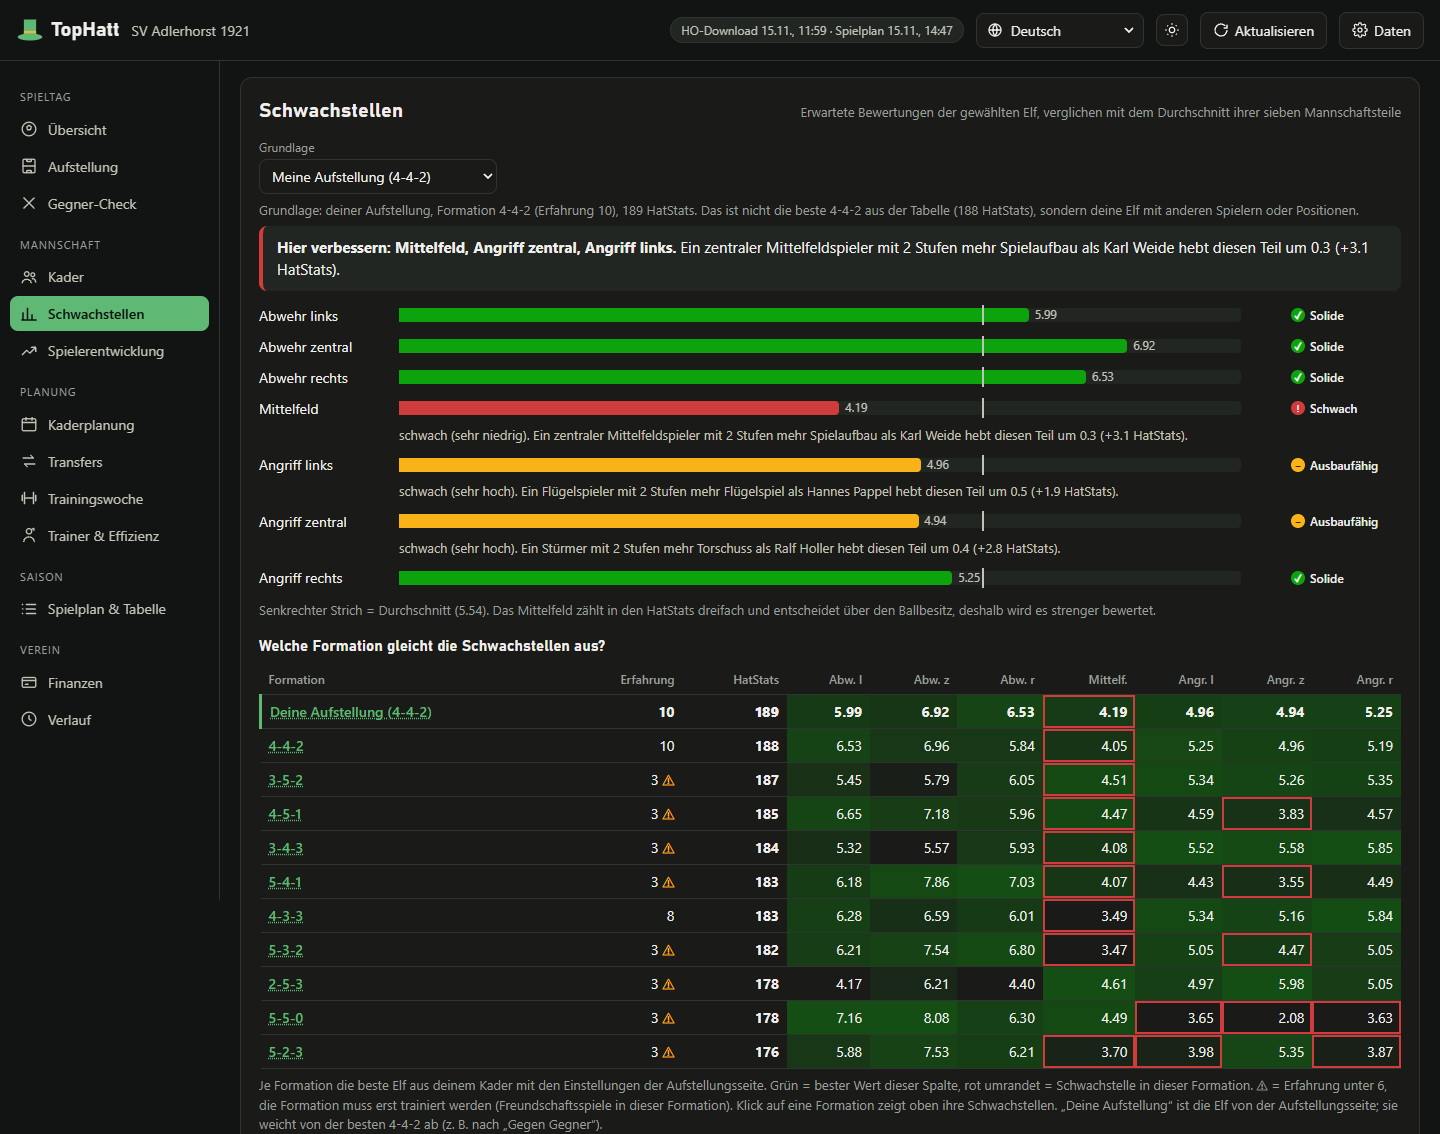 TopHatt SV Adlerhorst 1921
HO-Download 15.11., 11:59 · Spielplan 15.11., 14:47
Deutsch
Aktualisieren
Daten
SPIELTAG
Übersicht
Aufstellung
Gegner-Check
MANNSCHAFT
Kader
Schwachstellen
Spielerentwicklung
PLANUNG
Kaderplanung
Transfers
Trainingswoche
Trainer & Effizienz
SAISON
Spielplan & Tabelle
VEREIN
Finanzen
Verlauf
Schwachstellen
Erwartete Bewertungen der gewählten Elf, verglichen mit dem Durchschnitt ihrer sieben Mannschaftsteile
Grundlage
Meine Aufstellung (4-4-2)
Grundlage: deiner Aufstellung, Formation 4-4-2 (Erfahrung 10), 189 HatStats. Das ist nicht die beste 4-4-2 aus der Tabelle (188 HatStats), sondern deine Elf mit anderen Spielern oder Positionen.
Hier verbessern: Mittelfeld, Angriff zentral, Angriff links. Ein zentraler Mittelfeldspieler mit 2 Stufen mehr Spielaufbau als Karl Weide hebt diesen Teil um 0.3 (+3.1
HatStats).
Abwehr links 5.99 Solide
Abwehr zentral 6.92 Solide
Abwehr rechts 6.53 Solide
Mittelfeld 4.19 Schwach
schwach (sehr niedrig). Ein zentraler Mittelfeldspieler mit 2 Stufen mehr Spielaufbau als Karl Weide hebt diesen Teil um 0.3 (+3.1 HatStats).
Angriff links 4.96 Ausbaufähig
schwach (sehr hoch). Ein Flügelspieler mit 2 Stufen mehr Flügelspiel als Hannes Pappel hebt diesen Teil um 0.5 (+1.9 HatStats).
Angriff zentral 4.94 Ausbaufähig
schwach (sehr hoch). Ein Stürmer mit 2 Stufen mehr Torschuss als Ralf Holler hebt diesen Teil um 0.4 (+2.8 HatStats).
Angriff rechts 5.25 Solide
Senkrechter Strich = Durchschnitt (5.54). Das Mittelfeld zählt in den HatStats dreifach und entscheidet über den Ballbesitz, deshalb wird es strenger bewertet.
Welche Formation gleicht die Schwachstellen aus?
Formation Erfahrung HatStats Abw. l Abw. z Abw. r Mittelf. Angr. l Angr. z Angr. r
Deine Aufstellung (4-4-2) 10 189 5.99 6.92 6.53 4.19 4.96 4.94 5.25
4-4-2 10 188 6.53 6.96 5.84 4.05 5.25 4.96 5.19
3-5-2 3 ⚠ 187 5.45 5.79 6.05 4.51 5.34 5.26 5.35
4-5-1 3 ⚠ 185 6.65 7.18 5.96 4.47 4.59 3.83 4.57
3-4-3 3 ⚠ 184 5.32 5.57 5.93 4.08 5.52 5.58 5.85
5-4-1 3 ⚠ 183 6.18 7.86 7.03 4.07 4.43 3.55 4.49
4-3-3 8 183 6.28 6.59 6.01 3.49 5.34 5.16 5.84
5-3-2 3 ⚠ 182 6.21 7.54 6.80 3.47 5.05 4.47 5.05
2-5-3 3 ⚠ 178 4.17 6.21 4.40 4.61 4.97 5.98 5.05
5-5-0 3 ⚠ 178 7.16 8.08 6.30 4.49 3.65 2.08 3.63
5-2-3 3 ⚠ 176 5.88 7.53 6.21 3.70 3.98 5.35 3.87
Je Formation die beste Elf aus deinem Kader mit den Einstellungen der Aufstellungsseite. Grün = bester Wert dieser Spalte, rot umrandet = Schwachstelle in dieser Formation. ⚠ = Erfahrung unter 6,
die Formation muss erst trainiert werden (Freundschaftsspiele in dieser Formation). Klick auf eine Formation zeigt oben ihre Schwachstellen. „Deine Aufstellung“ ist die Elf von der Aufstellungsseite; sie
weicht von der besten 4-4-2 ab (z. B. nach „Gegen Gegner“).